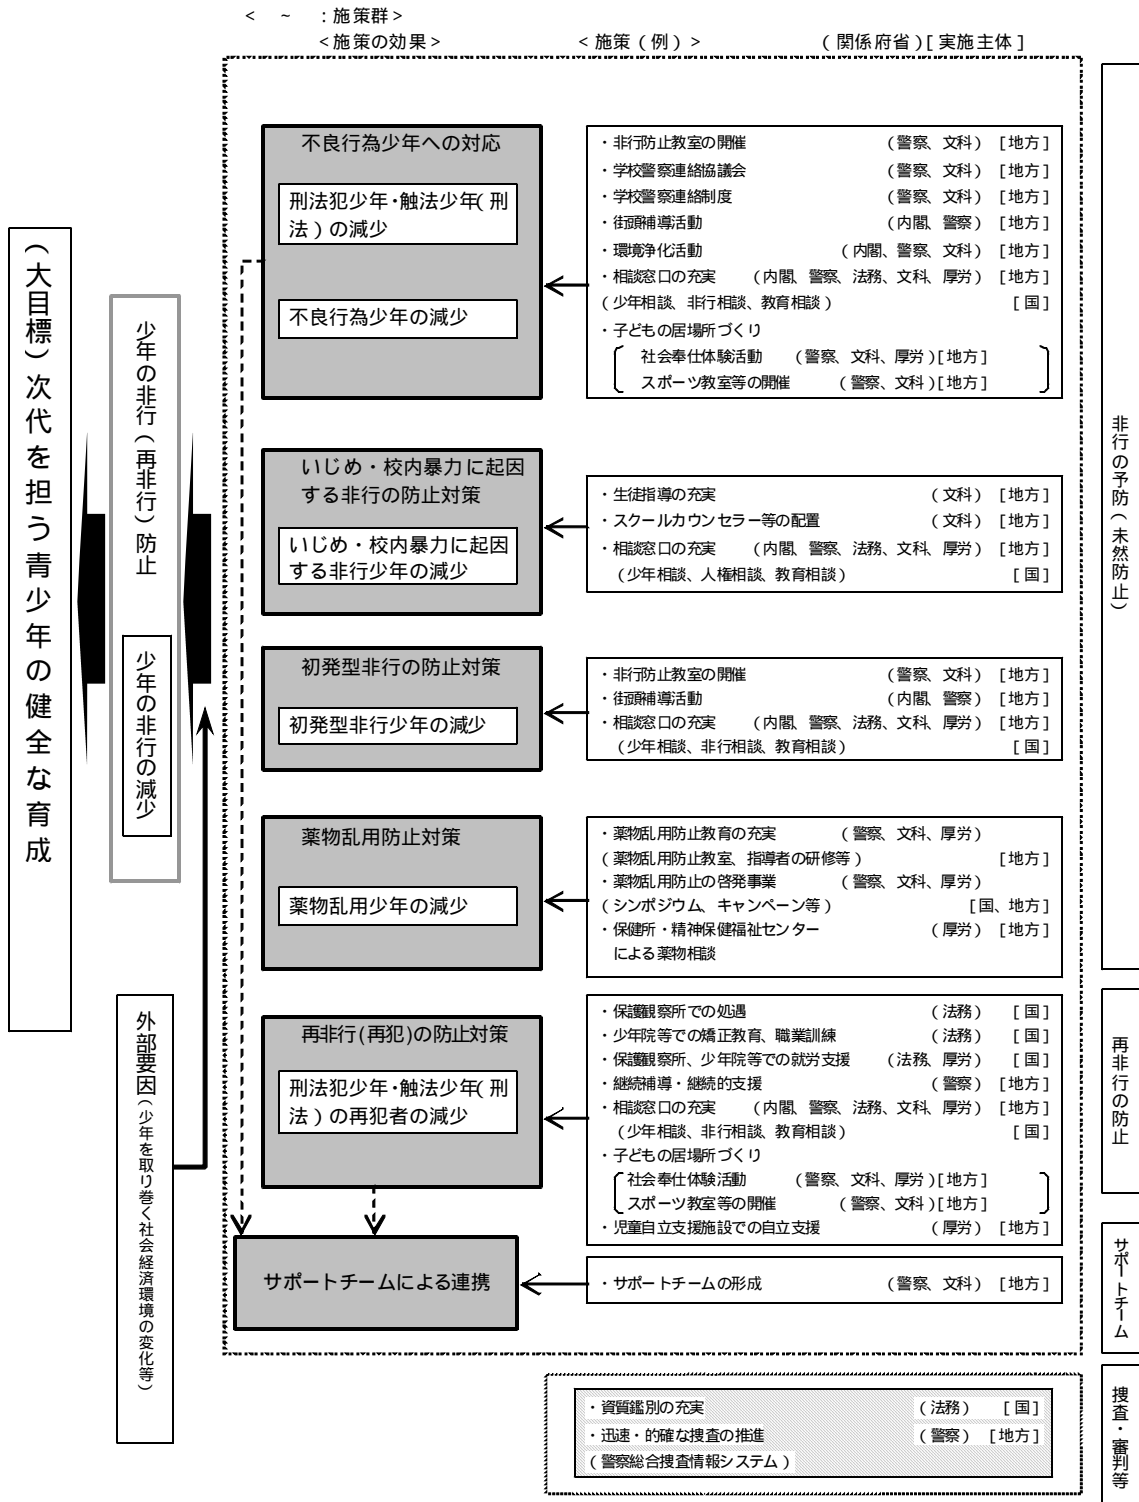 < ～ :施策群>
<施策の効果> <施策(例)> (関係府省)[実施主体]
(大目標)次代を担う青少年の健全な育成
少年の非行(再非行)防止
少年の非行の減少
外部要因(少年を取り巻く社会経済環境の変化等)
不良行為少年への対応
刑法犯少年・触法少年(刑
法)の減少
不良行為少年の減少
・非行防止教室の開催 (警察、文科) [地方]
・学校警察連絡協議会 (警察、文科) [地方]
・学校警察連絡制度 (警察、文科) [地方]
・街頭補導活動 (内閣、警察) [地方]
・環境浄化活動 (内閣、警察、文科) [地方]
・相談窓口の充実 (内閣、警察、法務、文科、厚労) [地方]
(少年相談、非行相談、教育相談) [国]
・子どもの居場所づくり
社会奉仕体験活動 (警察、文科、厚労)[地方]
スポーツ教室等の開催 (警察、文科)[地方]
いじめ・校内暴力に起因
する非行の防止対策
いじめ・校内暴力に起因
する非行少年の減少
・生徒指導の充実 (文科) [地方]
・スクールカウンセラー等の配置 (文科) [地方]
・相談窓口の充実 (内閣、警察、法務、文科、厚労) [地方]
(少年相談、人権相談、教育相談) [国]
初発型非行の防止対策
初発型非行少年の減少
・非行防止教室の開催 (警察、文科) [地方]
・街頭補導活動 (内閣、警察) [地方]
・相談窓口の充実 (内閣、警察、法務、文科、厚労) [地方]
(少年相談、非行相談、教育相談) [国]
薬物乱用防止対策
薬物乱用少年の減少
・薬物乱用防止教育の充実 (警察、文科、厚労)
(薬物乱用防止教室、指導者の研修等) [地方]
・薬物乱用防止の啓発事業 (警察、文科、厚労)
(シンポジウム、キャンペーン等) [国、地方]
・保健所・精神保健福祉センター (厚労) [地方]
による薬物相談
再非行(再犯)の防止対策
刑法犯少年・触法少年(刑
法)の再犯者の減少
・保護観察所での処遇 (法務) [国]
・少年院等での矯正教育、職業訓練 (法務) [国]
・保護観察所、少年院等での就労支援 (法務、厚労) [国]
・継続補導・継続的支援 (警察) [地方]
・相談窓口の充実 (内閣、警察、法務、文科、厚労) [地方]
(少年相談、非行相談、教育相談) [国]
・子どもの居場所づくり
社会奉仕体験活動 (警察、文科、厚労)[地方]
スポーツ教室等の開催 (警察、文科)[地方]
・児童自立支援施設での自立支援 (厚労) [地方]
サポートチームによる連携
・サポートチームの形成 (警察、文科) [地方]
・資質鑑別の充実 (法務) [国]
・迅速・的確な捜査の推進 (警察) [地方]
(警察総合捜査情報システム)
非行の予防(未然防止)
再非行の防止
サポートチーム
捜査・審判等